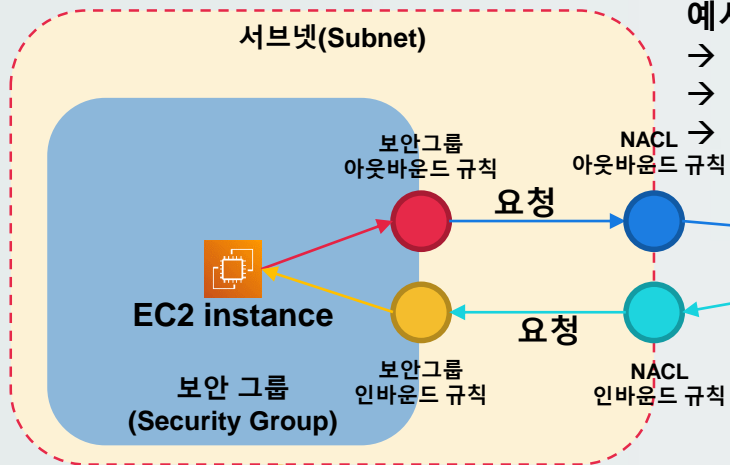 서브넷(Subnet)
예시
→
→
→
보안그룹
아웃바운드 규칙
NACL
아웃바운드 규칙
요청
EC2 instance
요청
보안그룹
인바운드 규칙
NACL
인바운드 규칙
보안 그룹
(Security Group)